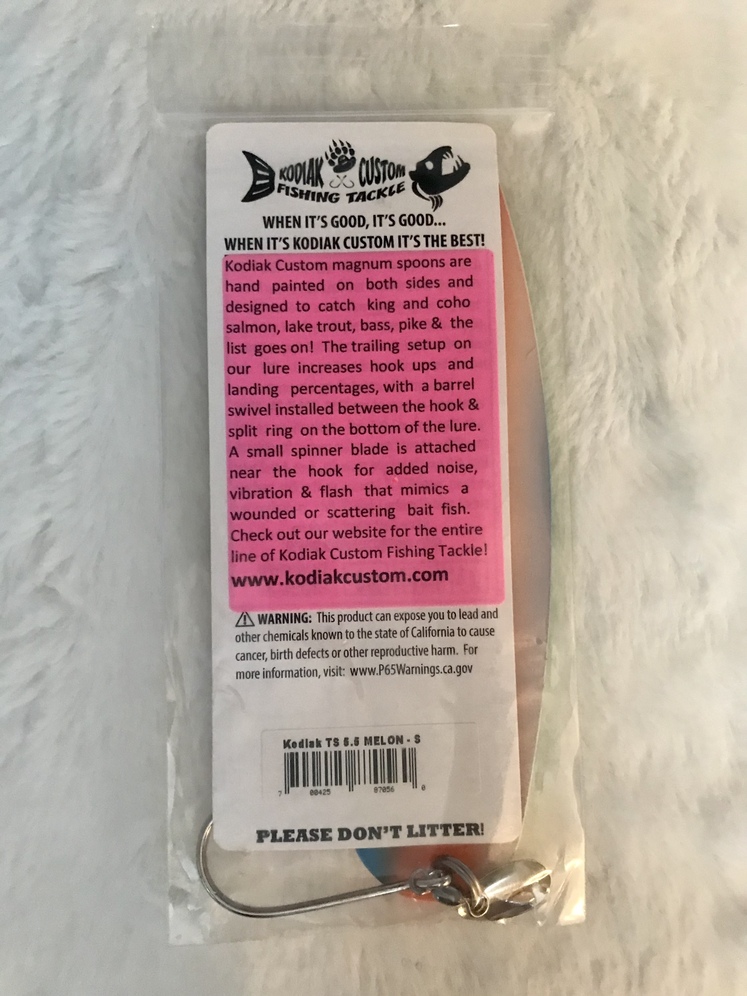 KODIAK CUSTOM
FISHING TACKLE
WHEN IT'S GOOD, IT'S GOOD...
WHEN IT'S KODIAK CUSTOM IT'S THE BEST!
Kodiak Custom magnum spoons are
hand painted on both sides and
designed to catch king and coho
salmon, lake trout, bass, pike & the
list goes on! The trailing setup on
our lure increases hook ups and
landing percentages, with a barrel
swivel installed between the hook &
split ring on the bottom of the lure.
A small spinner blade is attached
near the hook for added noise,
vibration & flash that mimics a
wounded or scattering bait fish.
Check out our website for the entire
line of Kodiak Custom Fishing Tackle!
www.kodiakcustom.com
⚠ WARNING: This product can expose you to lead and
other chemicals known to the state of California to cause
cancer, birth defects or other reproductive harm. For
more information, visit: www.P65Warnings.ca.gov
Kodiak TS 5.5 MELON - S
7 00425 87056 0
PLEASE DON'T LITTER!